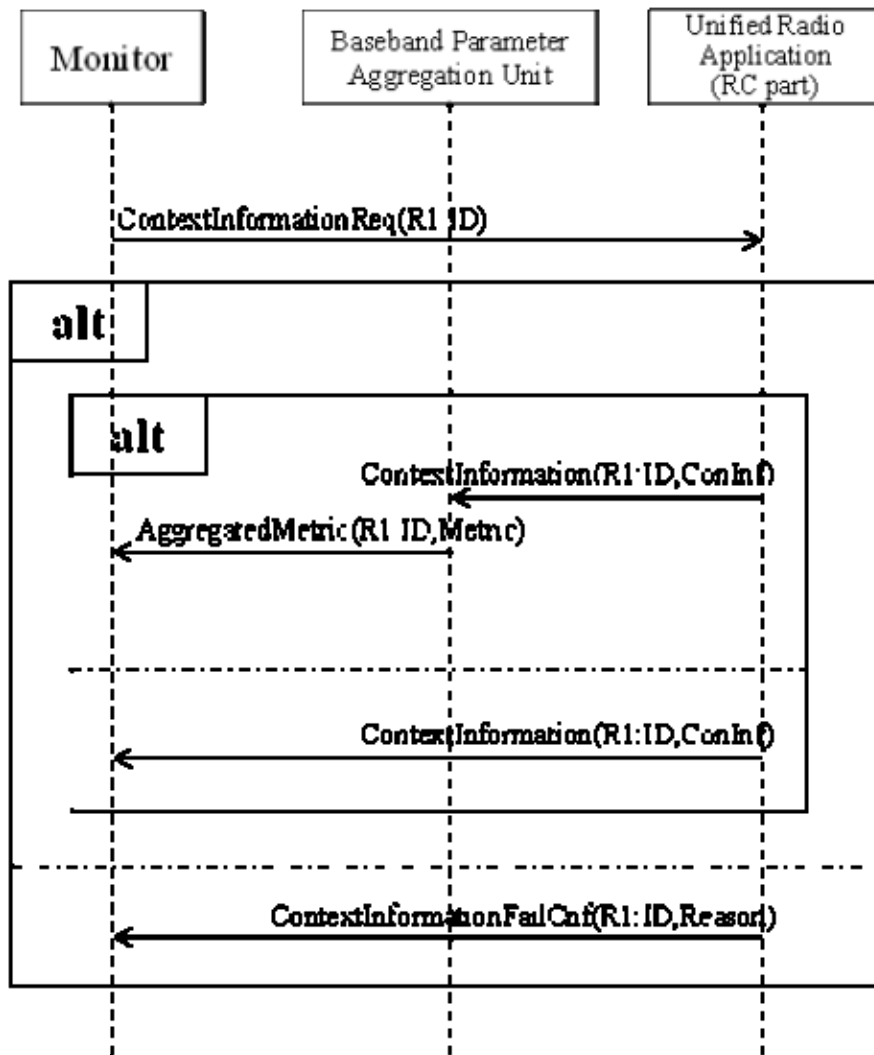 Monitor
Baseband Parameter
Aggregation Unit
Unified Radio
Application
(RC part)
ContextInformationReq(R1:ID)
alt
alt
ContextInformation(R1:ID,ConInf)
AggregatedMetric(R1:ID,Metric)
ContextInformation(R1:ID,ConInf)
ContextInformationFailCnf(R1:ID,Reason)